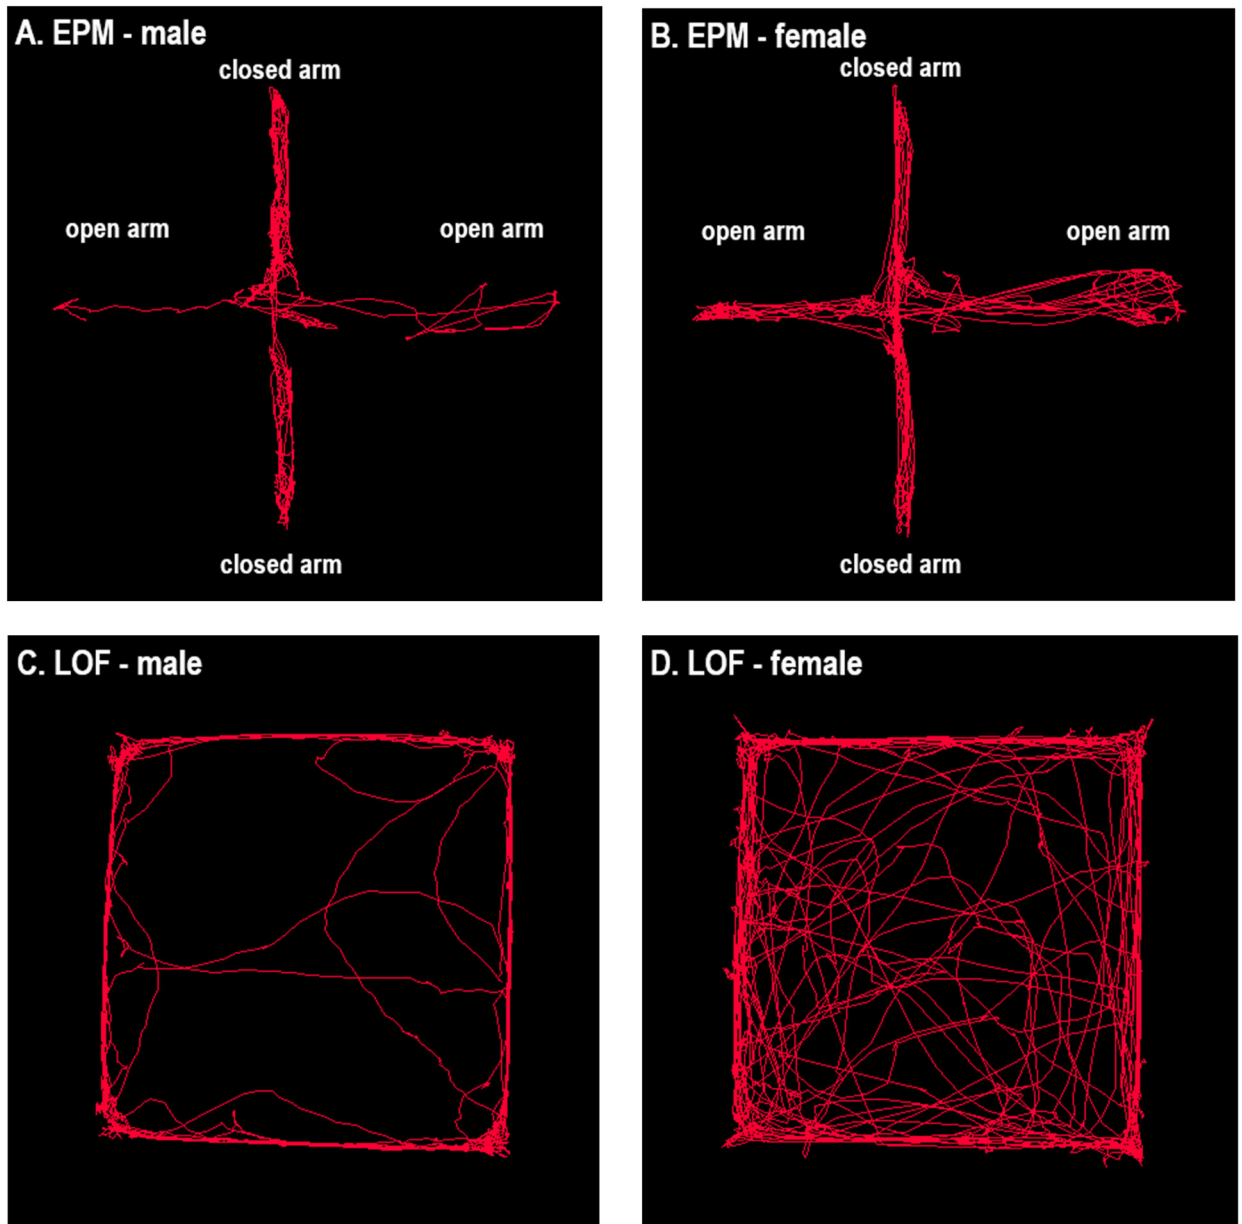 A. EPM - male
closed arm
open arm
open arm
closed arm
B. EPM - female
closed arm
open arm
open arm
closed arm
C. LOF - male
D. LOF - female